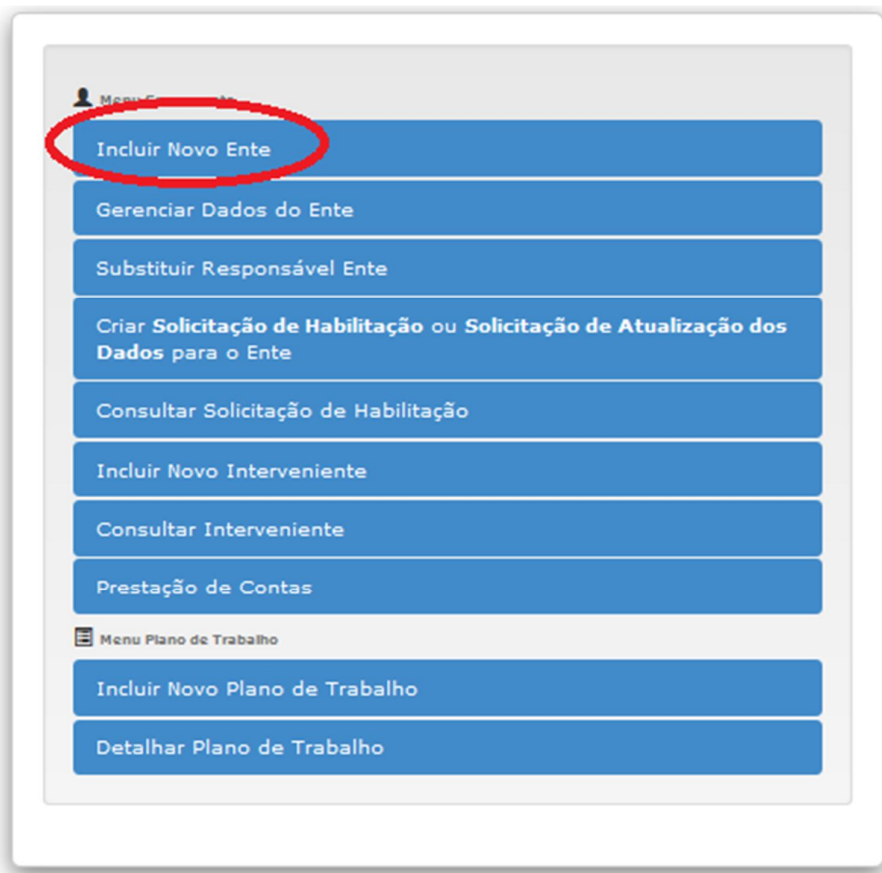 Menu
Incluir Novo Ente
Gerenciar Dados do Ente
Substituir Responsável Ente
Criar Solicitação de Habilitação ou Solicitação de Atualização dos
Dados para o Ente
Consultar Solicitação de Habilitação
Incluir Novo Interveniente
Consultar Interveniente
Prestação de Contas
Menu Plano de Trabalho
Incluir Novo Plano de Trabalho
Detalhar Plano de Trabalho